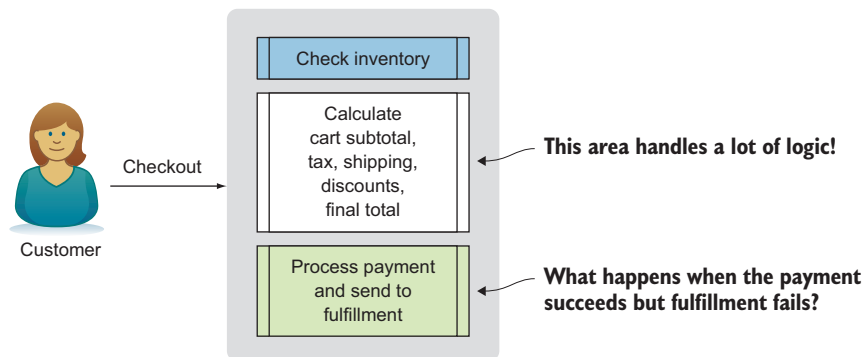 Check inventory
Calculate
cart subtotal,
tax, shipping,
discounts,
final total
This area handles a lot of logic!
Checkout
Customer
Process payment
and send to
fulfillment
What happens when the payment
succeeds but fulfillment fails?